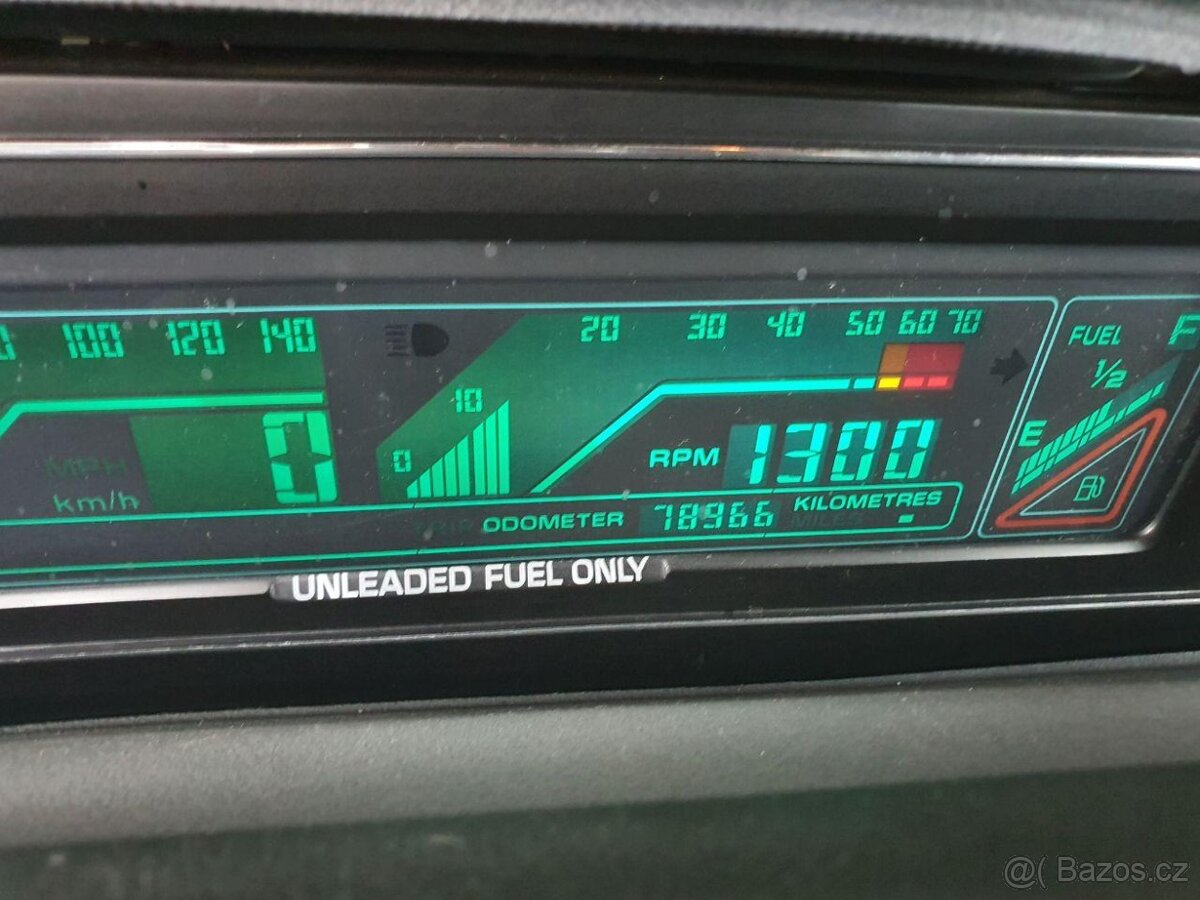 100 120 140
20 30 40 50 60 70
FUEL F
1/2
10
0
E
RPM 1300
MPH 0
km/h
KILOMETRES
ODOMETER 78966
UNLEADED FUEL ONLY
@( Bazos.cz